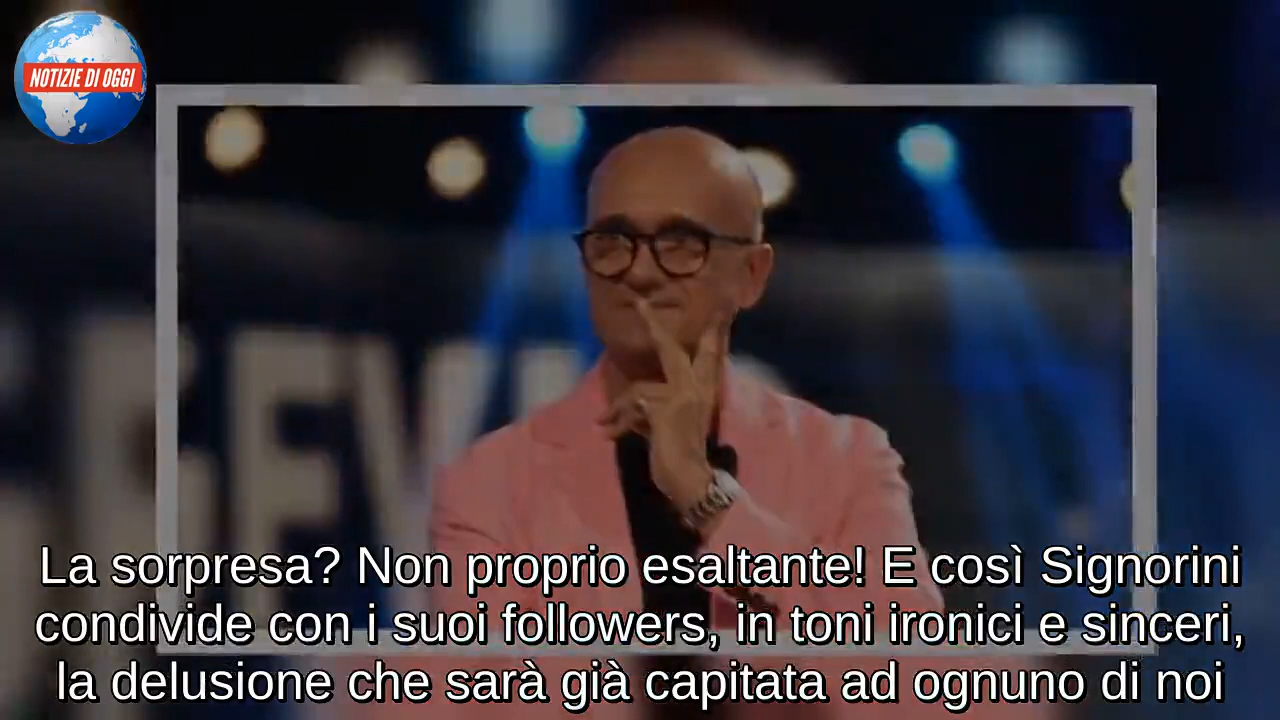 NOTIZIE DI OGGI
La sorpresa? Non proprio esaltante! E così Signorini
condivide con i suoi followers, in toni ironici e sinceri,
la delusione che sarà già capitata ad ognuno di noi